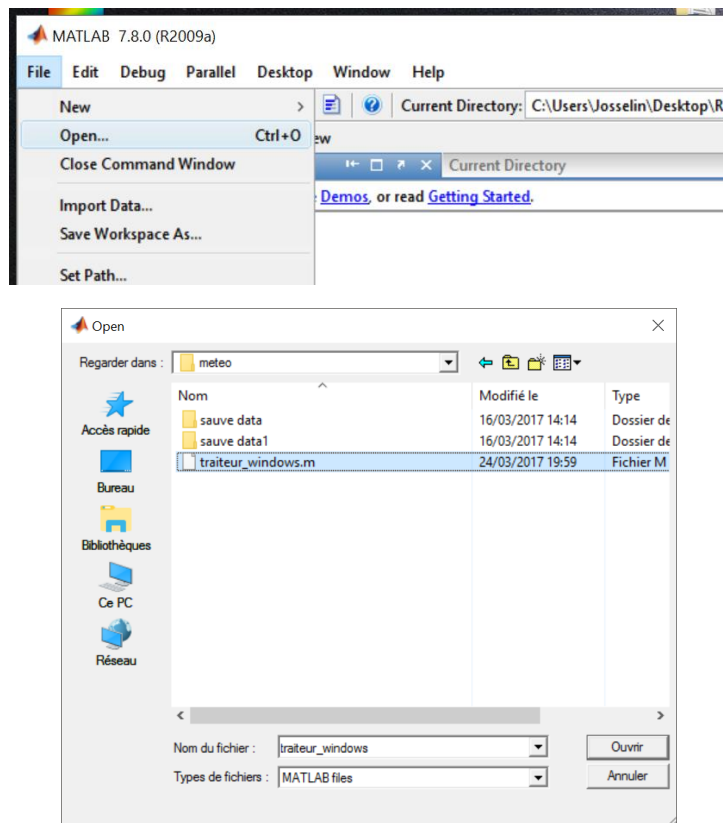 MATLAB 7.8.0 (R2009a)
File Edit Debug Parallel Desktop Window Help
New > Current Directory: C:\Users\Josselin\Desktop\R
Open... Ctrl+O ew
Close Command Window Current Directory
Import Data... Demos, or read Getting Started.
Save Workspace As...
Set Path...
Open
Regarder dans : meteo
Nom Modifié le Type
sauve data 16/03/2017 14:14 Dossier de
sauve data1 16/03/2017 14:14 Dossier de
traiteur_windows.m 24/03/2017 19:59 Fichier M
Accès rapide
Bureau
Bibliothèques
Ce PC
Réseau
Nom du fichier : traiteur_windows Ouvrir
Types de fichiers : MATLAB files Annuler